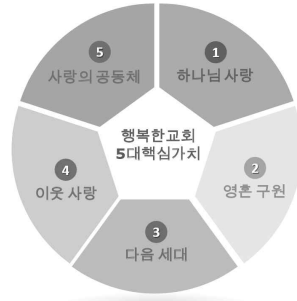 행복한교회
5대핵심가치
1
하나님 사랑
2
영혼 구원
3
다음 세대
4
이웃 사랑
5
사랑의 공동체